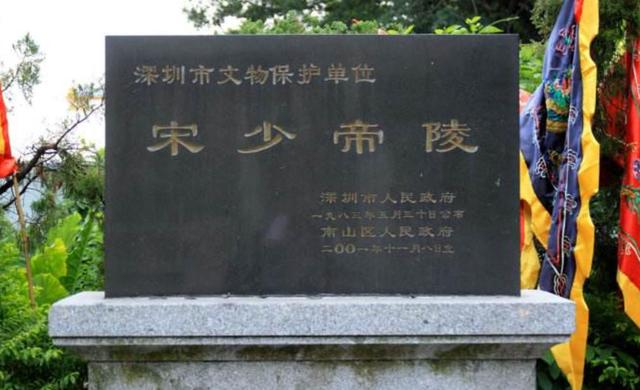 深圳市文物保护单位
宋少帝陵
深圳市人民政府
一九八三年五月三十日公布
南山区人民政府
二〇〇一年十一月八日立